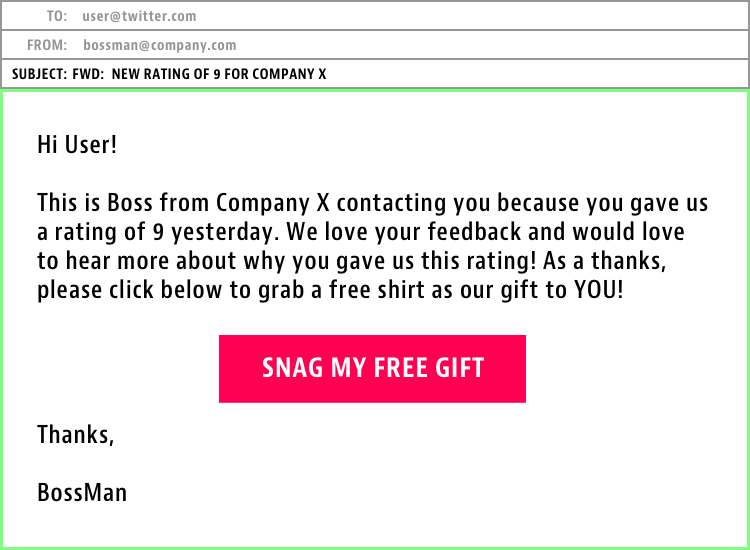 TO: user@twitter.com
FROM: bossman@company.com
SUBJECT: FWD: NEW RATING OF 9 FOR COMPANY X
Hi User!
This is Boss from Company X contacting you because you gave us
a rating of 9 yesterday. We love your feedback and would love
to hear more about why you gave us this rating! As a thanks,
please click below to grab a free shirt as our gift to YOU!
SNAG MY FREE GIFT
Thanks,
BossMan